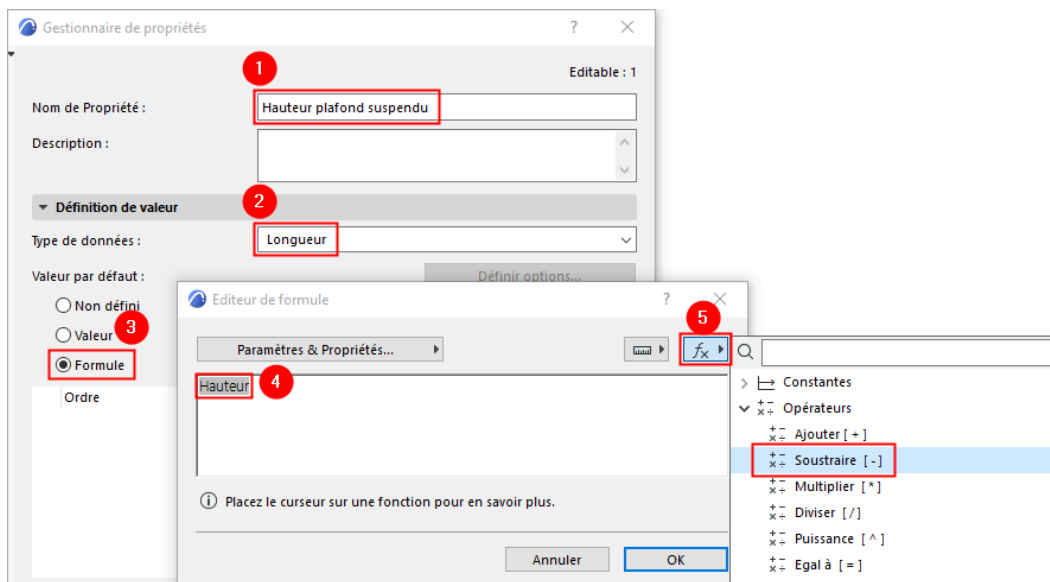 Gestionnaire de propriétés ? ×
1
Editable : 1
Nom de Propriété : Hauteur plafond suspendu
Description :
Définition de valeur
2
Type de données : Longueur
Valeur par défaut : Définir options...
Non défini
Valeur
3
Formule
Ordre
Editeur de formule ? ×
5
Paramètres & Propriétés... fx
Hauteur 4
Placez le curseur sur une fonction pour en savoir plus.
Annuler OK
Constantes
Opérateurs
Ajouter [ + ]
Soustraire [ - ]
Multiplier [ * ]
Diviser [ / ]
Puissance [ ^ ]
Egal à [ = ]